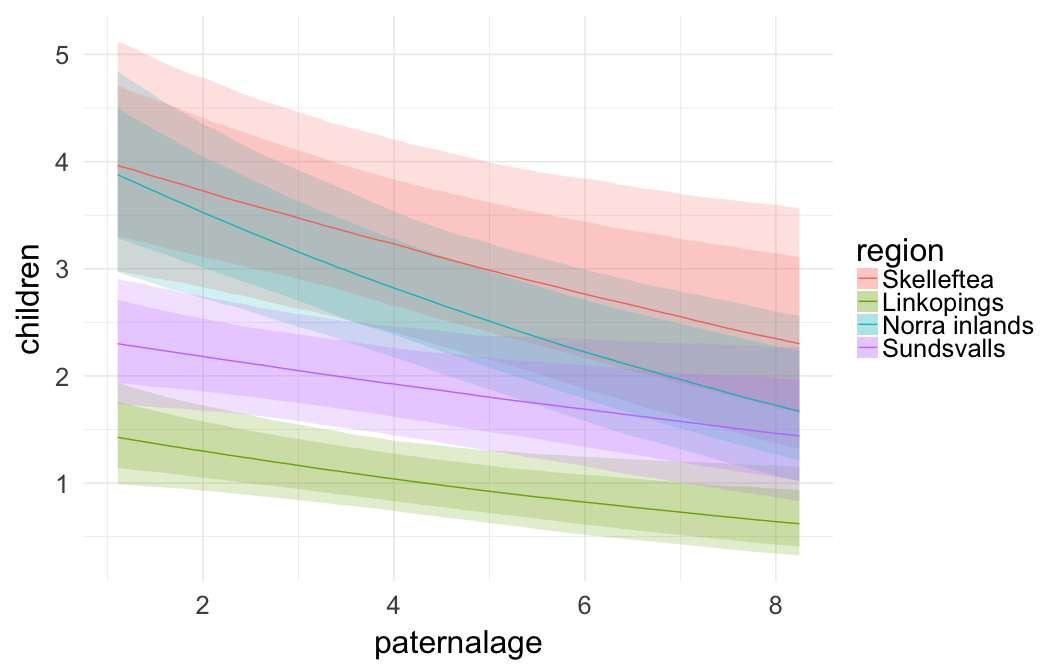 5
4
3
2
1
children
2
4
6
8
paternalage
region
Skelleftea
Linkopings
Norra inlands
Sundsvalls